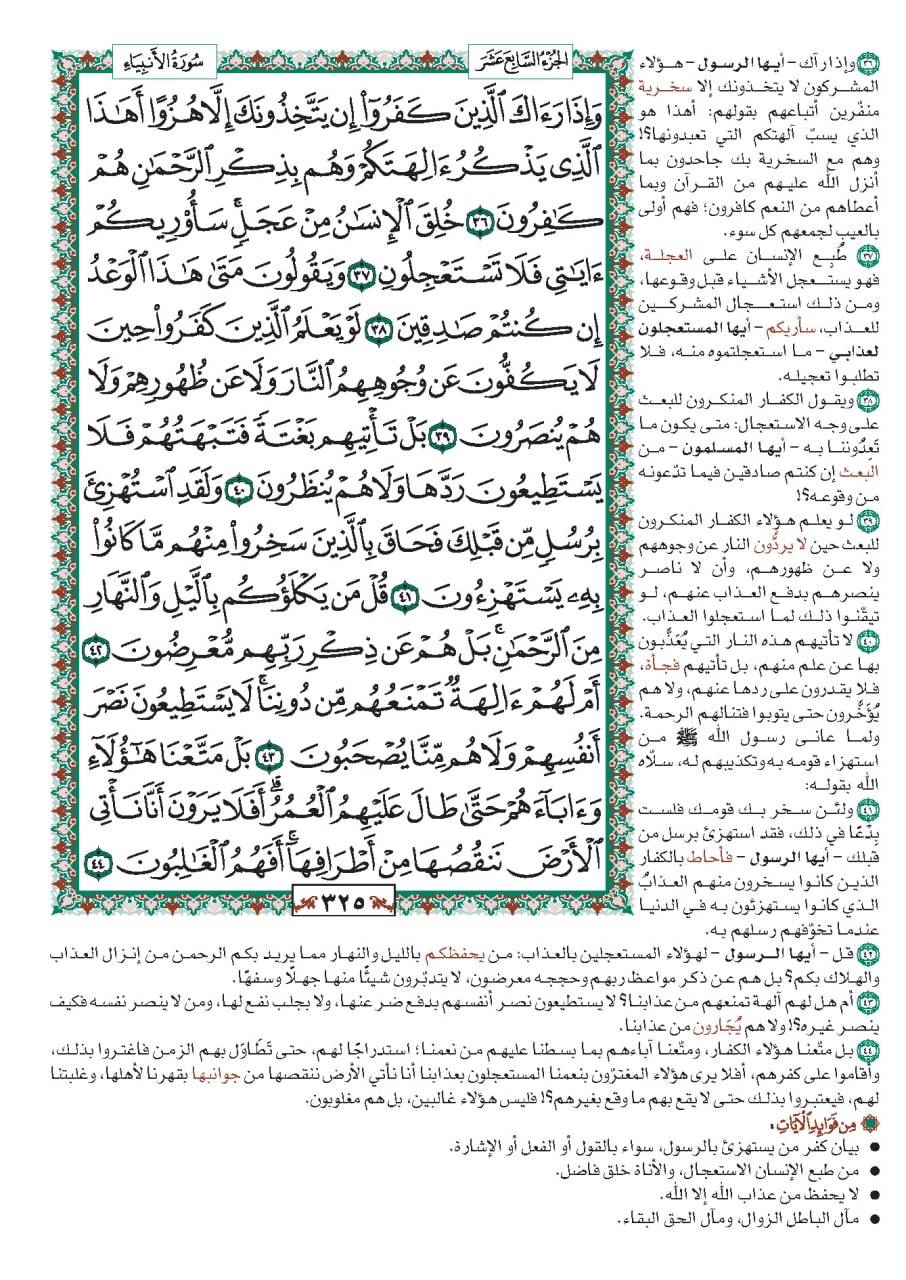 الجزء السابع عشر
سورة الأنبياء
وَإِذَا رَءَاكَ ٱلَّذِينَ كَفَرُوٓاْ إِن يَتَّخِذُونَكَ إِلَّا هُزُوًا أَهَٰذَا
ٱلَّذِى يَذْكُرُ ءَالِهَتَكُمْ وَهُم بِذِكْرِ ٱلرَّحْمَٰنِ هُمْ
كَٰفِرُونَ ٣٦ خُلِقَ ٱلْإِنسَٰنُ مِنْ عَجَلٍۚ سَأُوْرِيكُمْ
ءَايَٰتِى فَلَا تَسْتَعْجِلُونِ ٣٧ وَيَقُولُونَ مَتَىٰ هَٰذَا ٱلْوَعْدُ
إِن كُنتُمْ صَٰدِقِينَ ٣٨ لَوْ يَعْلَمُ ٱلَّذِينَ كَفَرُواْ حِينَ
لَا يَكُفُّونَ عَن وُجُوهِهِمُ ٱلنَّارَ وَلَا عَن ظُهُورِهِمْ وَلَا
هُمْ يُنصَرُونَ ٣٩ بَلْ تَأْتِيهِم بَغْتَةً فَتَبْهَتُهُمْ فَلَا
يَسْتَطِيعُونَ رَدَّهَا وَلَا هُمْ يُنظَرُونَ ٤٠ وَلَقَدِ ٱسْتُهْزِئَ
بِرُسُلٍ مِّن قَبْلِكَ فَحَاقَ بِٱلَّذِينَ سَخِرُواْ مِنْهُم مَّا كَانُواْ
بِهِۦ يَسْتَهْزِءُونَ ٤١ قُلْ مَن يَكْلَؤُكُم بِٱلَّيْلِ وَٱلنَّهَارِ
مِنَ ٱلرَّحْمَٰنِۚ بَلْ هُمْ عَن ذِكْرِ رَبِّهِم مُّعْرِضُونَ ٤٢
أَمْ لَهُمْ ءَالِهَةٌ تَمْنَعُهُم مِّن دُونِنَاۚ لَا يَسْتَطِيعُونَ نَصْرَ
أَنفُسِهِمْ وَلَا هُم مِّنَّا يُصْحَبُونَ ٤٣ بَلْ مَتَّعْنَا هَٰٓؤُلَآءِ
وَءَابَآءَهُمْ حَتَّىٰ طَالَ عَلَيْهِمُ ٱلْعُمُرُۗ أَفَلَا يَرَوْنَ أَنَّا نَأْتِى
ٱلْأَرْضَ نَنقُصُهَا مِنْ أَطْرَافِهَآۚ أَفَهُمُ ٱلْغَٰلِبُونَ ٤٤
٣٢٥
٣٦ وإذا رآك – أيها الرسول – هؤلاء
المشركون لا يتخذونك إلا سخرية
منفّرين أتباعهم بقولهم: أهذا هو
الذي يسبّ آلهتكم التي تعبدونها؟!
وهم مع السخرية بك جاحدون بما
أنزل الله عليهم من القرآن وبما
أعطاهم من النعم كافرون؛ فهم أولى
بالعيب لجمعهم كل سوء.
٣٧ طُبِع الإنسان على العجلة،
فهو يستعجل الأشياء قبل وقوعها،
ومن ذلك استعجال المشركين
للعذاب، سأريكم – أيها المستعجلون
لعذابي – ما استعجلتموه منه، فلا
تطلبوا تعجيله.
٣٨ ويقول الكفار المنكرون للبعث
على وجه الاستعجال: متى يكون ما
تَعِدُوننا به – أيها المسلمون – من
البعث إن كنتم صادقين فيما تدّعونه
من وقوعه؟!
٣٩ لو يعلم هؤلاء الكفار المنكرون
للبعث حين لا يردُّون النار عن وجوههم
ولا عن ظهورهم، وأن لا ناصر
ينصرهم بدفع العذاب عنهم، لو
تيقّنوا ذلك لما استعجلوا العذاب.
٤٠ لا تأتيهم هذه النار التي يُعَذَّبون
بها عن علم منهم، بل تأتيهم فجأة،
فلا يقدرون على ردها عنهم، ولا هم
يُؤَخَّرون حتى يتوبوا فتنالهم الرحمة.
ولما عانى رسول الله ﷺ من
استهزاء قومه به وتكذيبهم له، سلّاه
الله بقوله:
٤١ ولئن سخر بك قومك فلست
بِدْعًا في ذلك، فقد استهزئ برسل من
قبلك – أيها الرسول – فأحاط بالكفار
الذين كانوا يسخرون منهم العذابُ
الذي كانوا يستهزئون به في الدنيا
عندما تخوّفهم رسلهم به.
٤٢ قل – أيها الرسول – لهؤلاء المستعجلين بالعذاب: من يحفظكم بالليل والنهار مما يريد بكم الرحمن من إنزال العذاب
والهلاك بكم؟ بل هم عن ذكر مواعظ ربهم وحججه معرضون، لا يتدبّرون شيئًا منها جهلًا وسفهًا.
٤٣ أم هل لهم آلهة تمنعهم من عذابنا؟ لا يستطيعون نصر أنفسهم بدفع ضر عنها، ولا بجلب نفع لها، ومن لا ينصر نفسه فكيف
ينصر غيره؟! ولا هم يُجَارون من عذابنا.
٤٤ بل متّعنا هؤلاء الكفار، ومتّعنا آباءهم بما بسطنا عليهم من نعمنا؛ استدراجًا لهم، حتى تَطَاوَل بهم الزمن فاغتروا بذلك،
وأقاموا على كفرهم، أفلا يرى هؤلاء المغترّون بنعمنا المستعجلون بعذابنا أنا نأتي الأرض ننقصها من جوانبها بقهرنا لأهلها، وغلبتنا
لهم، فيعتبروا بذلك حتى لا يقع بهم ما وقع بغيرهم؟! فليس هؤلاء غالبين، بل هم مغلوبون.
من فوائد الآيات:
• بيان كفر من يستهزئ بالرسول، سواء بالقول أو الفعل أو الإشارة.
• من طبع الإنسان الاستعجال، والأناة خلق فاضل.
• لا يحفظ من عذاب الله إلا الله.
• مآل الباطل الزوال، ومآل الحق البقاء.